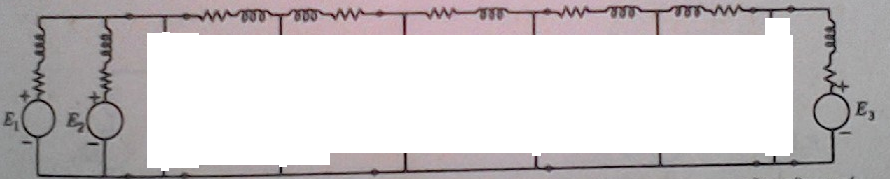 E1 E2 E3
+ + +
- - -